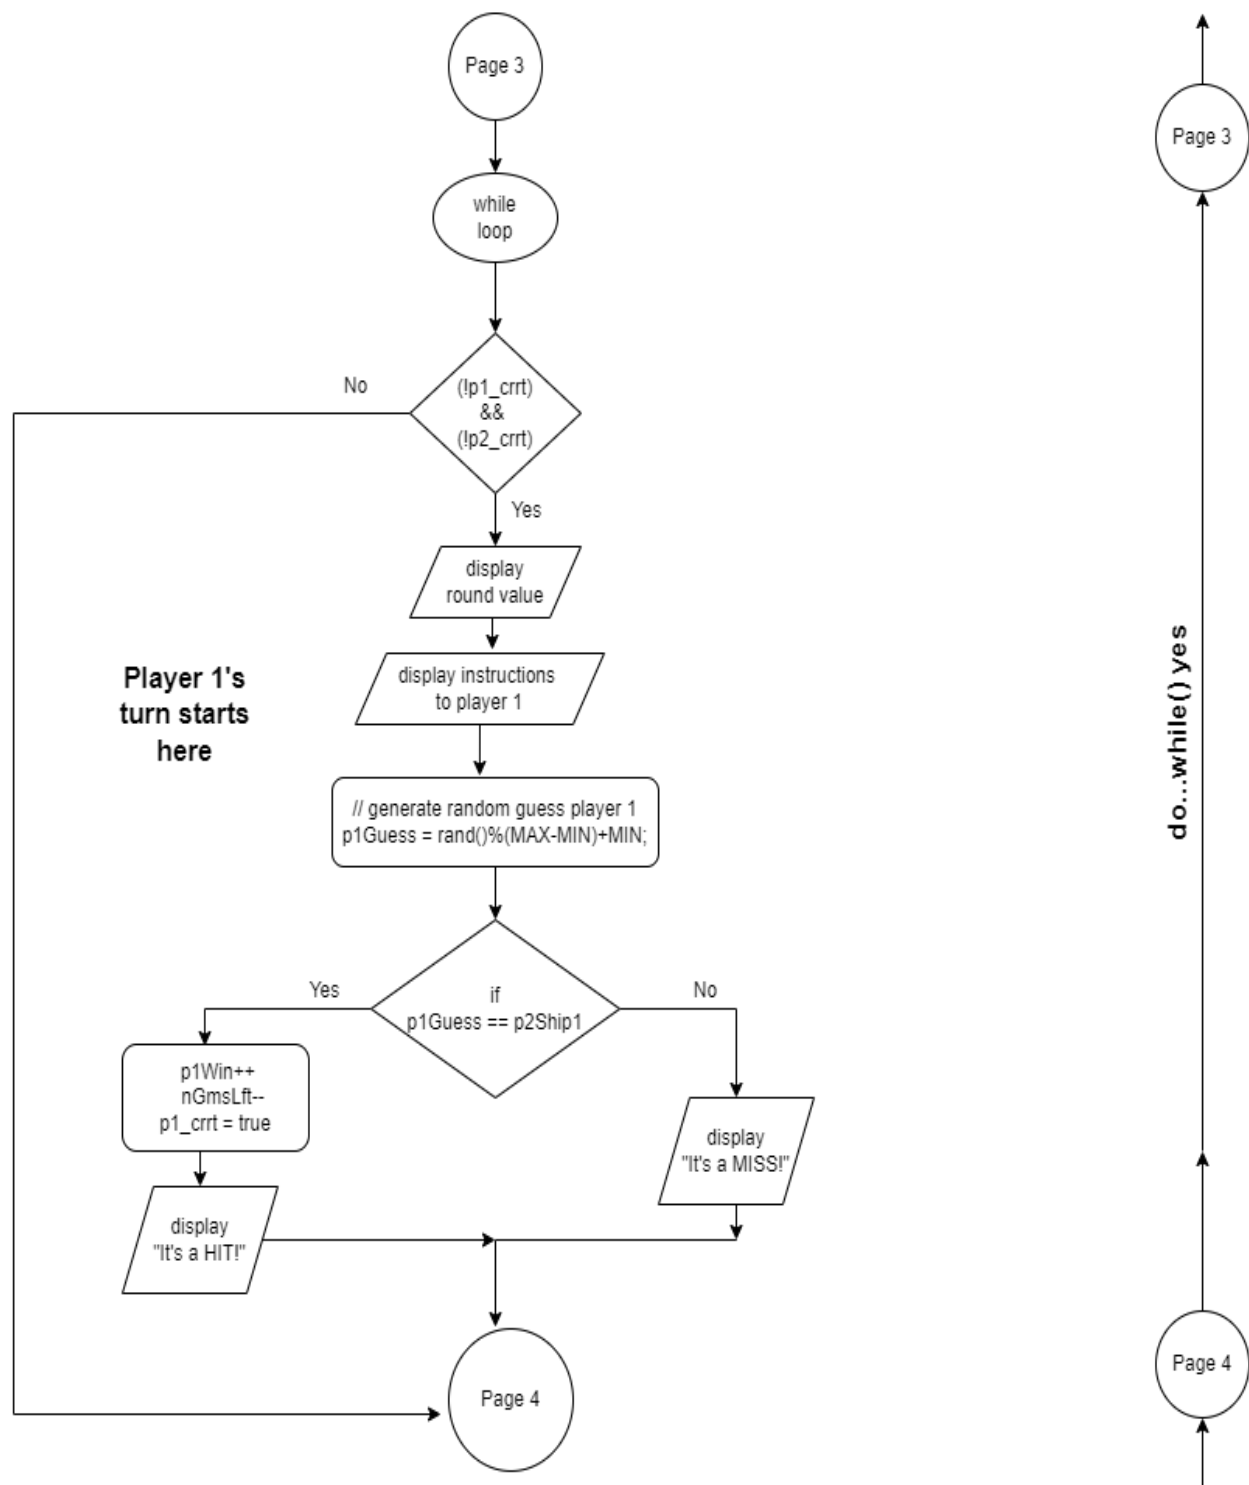 Page 3
Page 3
while
loop
No
(!p1_crrt)
&&
(!p2_crrt)
Yes
display
round value
Player 1's
turn starts
here
display instructions
to player 1
do...while() yes
// generate random guess player 1
p1Guess = rand()%(MAX-MIN)+MIN;
Yes
if
p1Guess == p2Ship1
No
p1Win++
nGmsLft--
p1_crrt = true
display
"It's a MISS!"
display
"It's a HIT!"
Page 4
Page 4